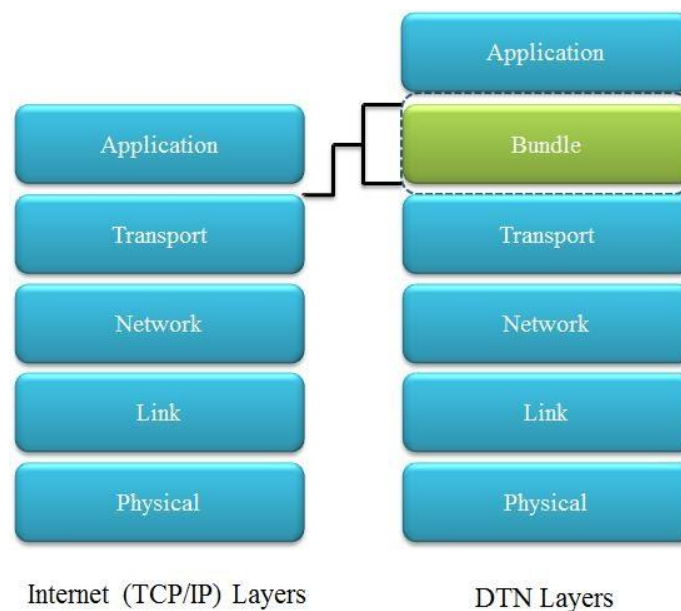 Application
Transport
Network
Link
Physical
Internet (TCP/IP) Layers
Application
Bundle
Transport
Network
Link
Physical
DTN Layers